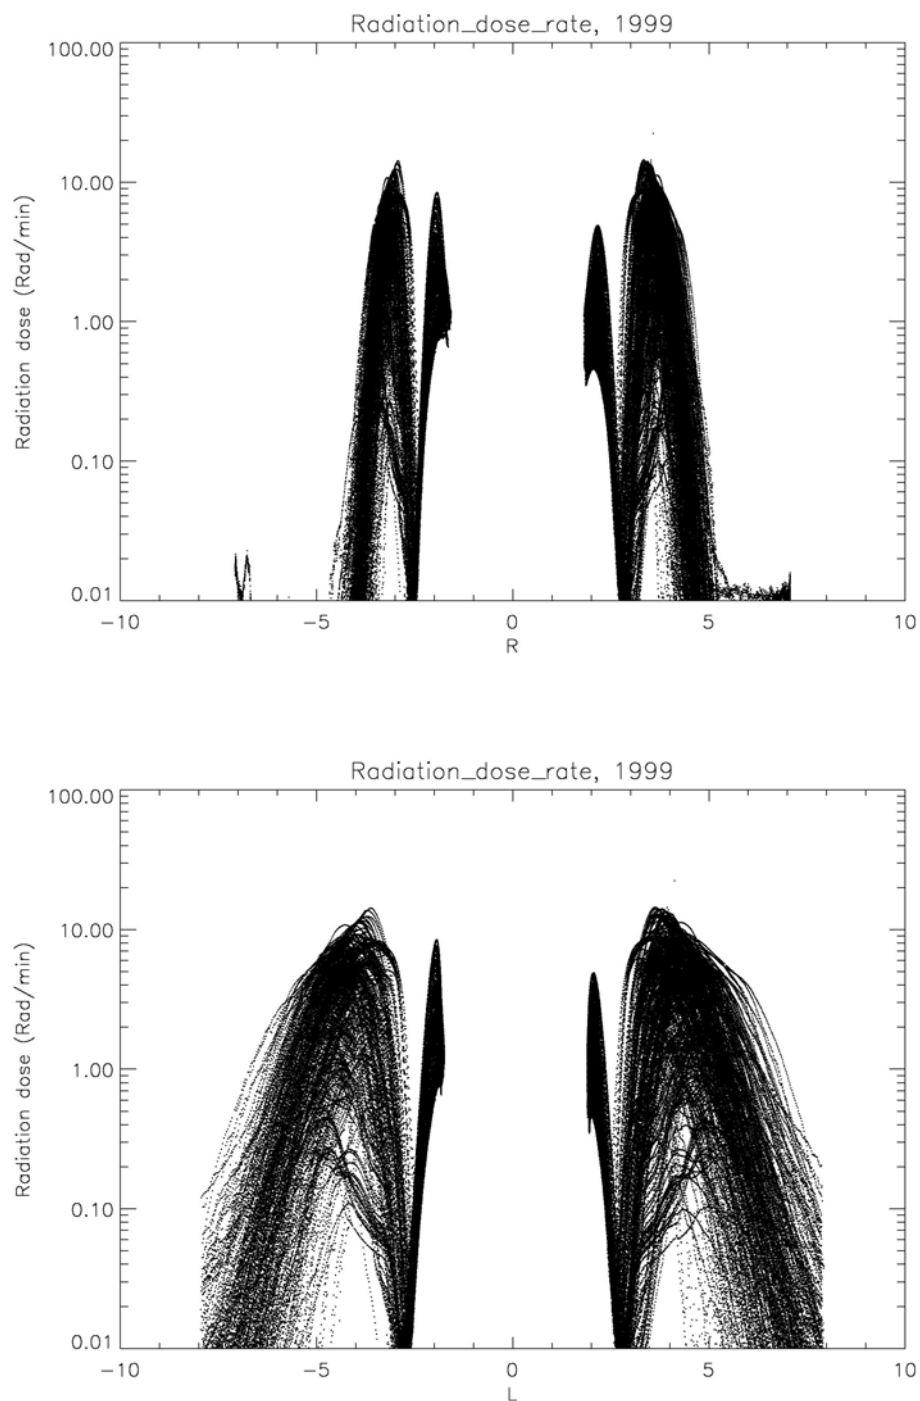 Radiation_dose_rate, 1999
100.00
10.00
1.00
0.10
0.01
Radiation dose (Rad/min)
−10 −5 0 5 10
R
Radiation_dose_rate, 1999
100.00
10.00
1.00
0.10
0.01
Radiation dose (Rad/min)
−10 −5 0 5 10
L